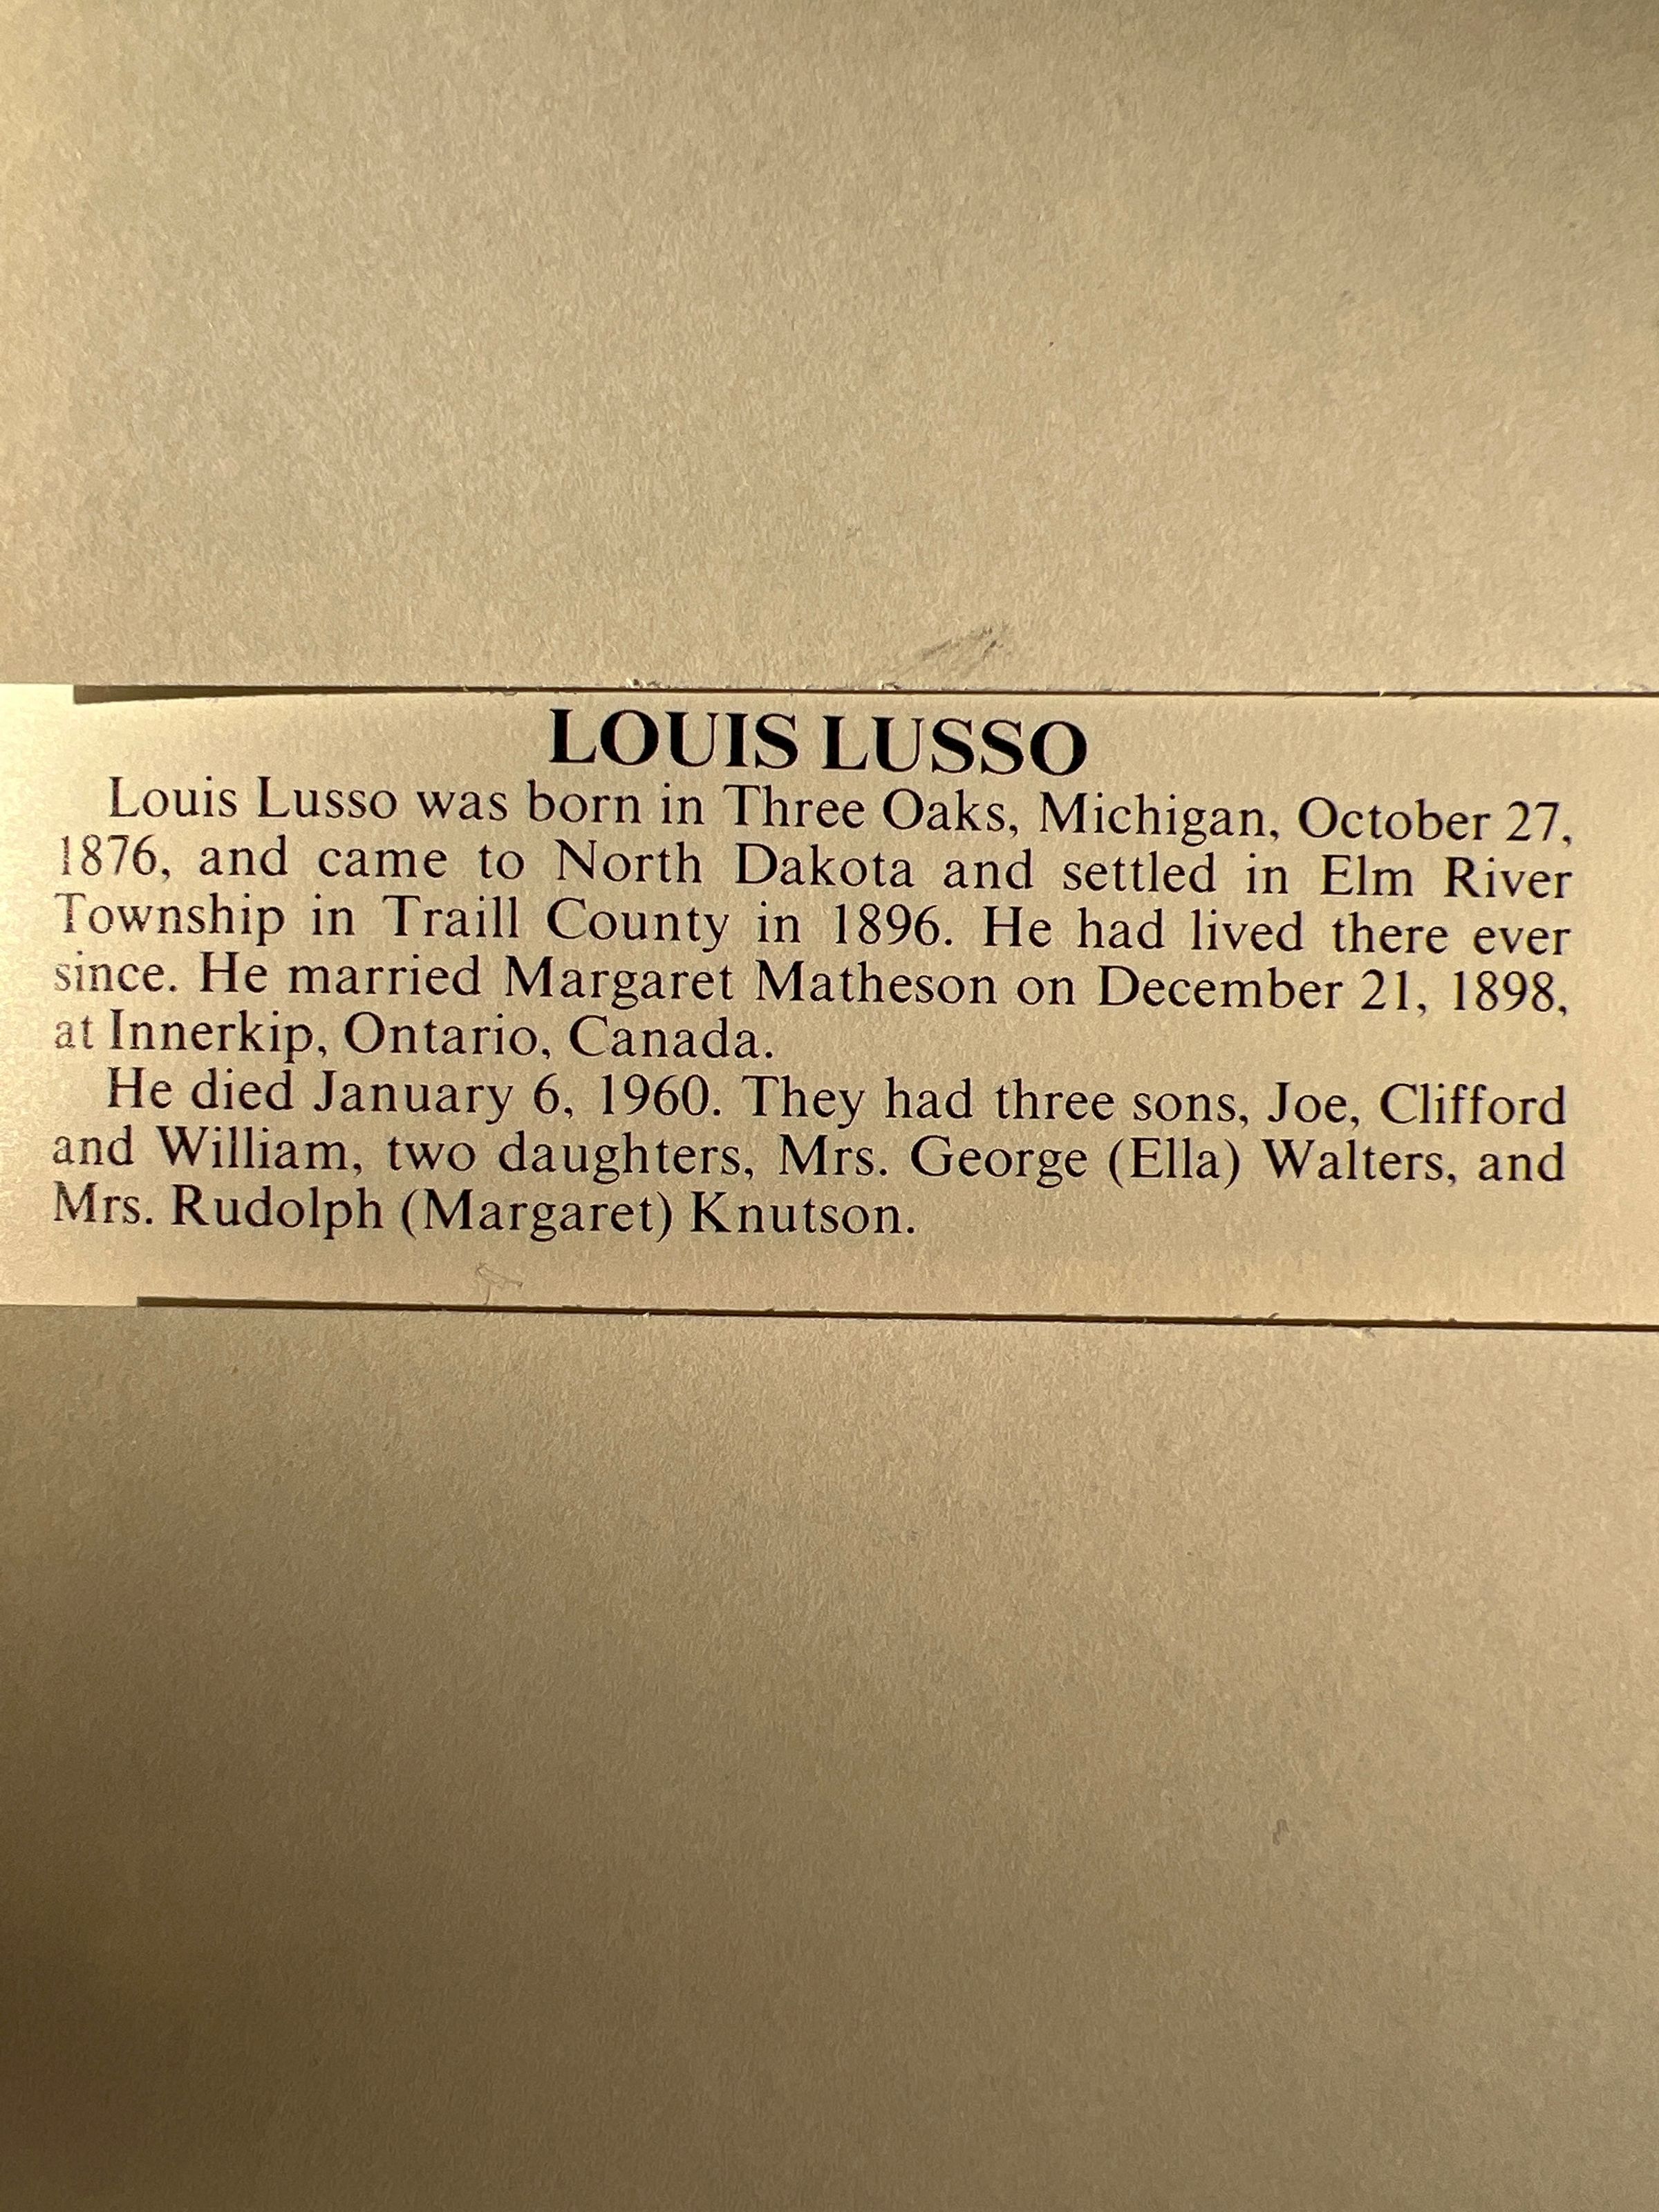 LOUIS LUSSO
Louis Lusso was born in Three Oaks, Michigan, October 27,
1876, and came to North Dakota and settled in Elm River
Township in Traill County in 1896. He had lived there ever
since. He married Margaret Matheson on December 21, 1898,
at Innerkip, Ontario, Canada.
He died January 6, 1960. They had three sons, Joe, Clifford
and William, two daughters, Mrs. George (Ella) Walters, and
Mrs. Rudolph (Margaret) Knutson.